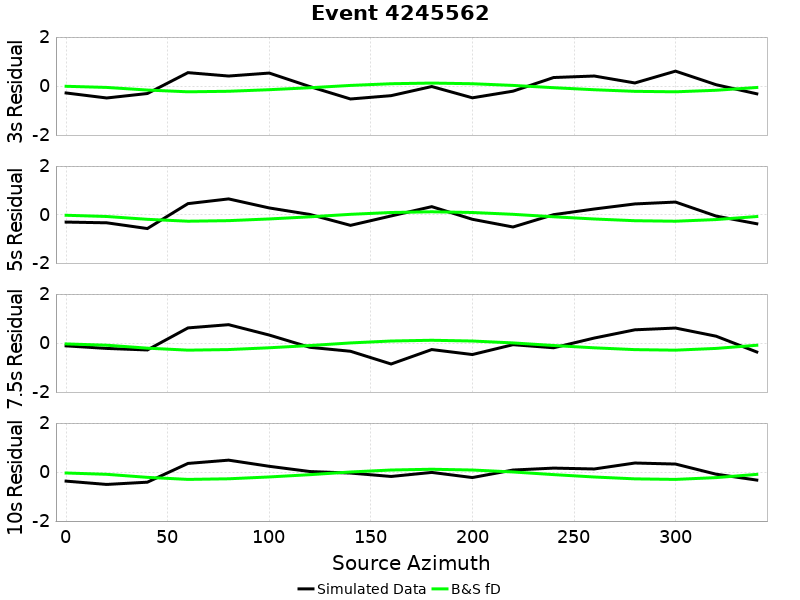 Event 4245562
3s Residual
2
0
-2
5s Residual
2
0
-2
7.5s Residual
2
0
-2
10s Residual
2
0
-2
0 50 100 150 200 250 300
Source Azimuth
Simulated Data B&S fD